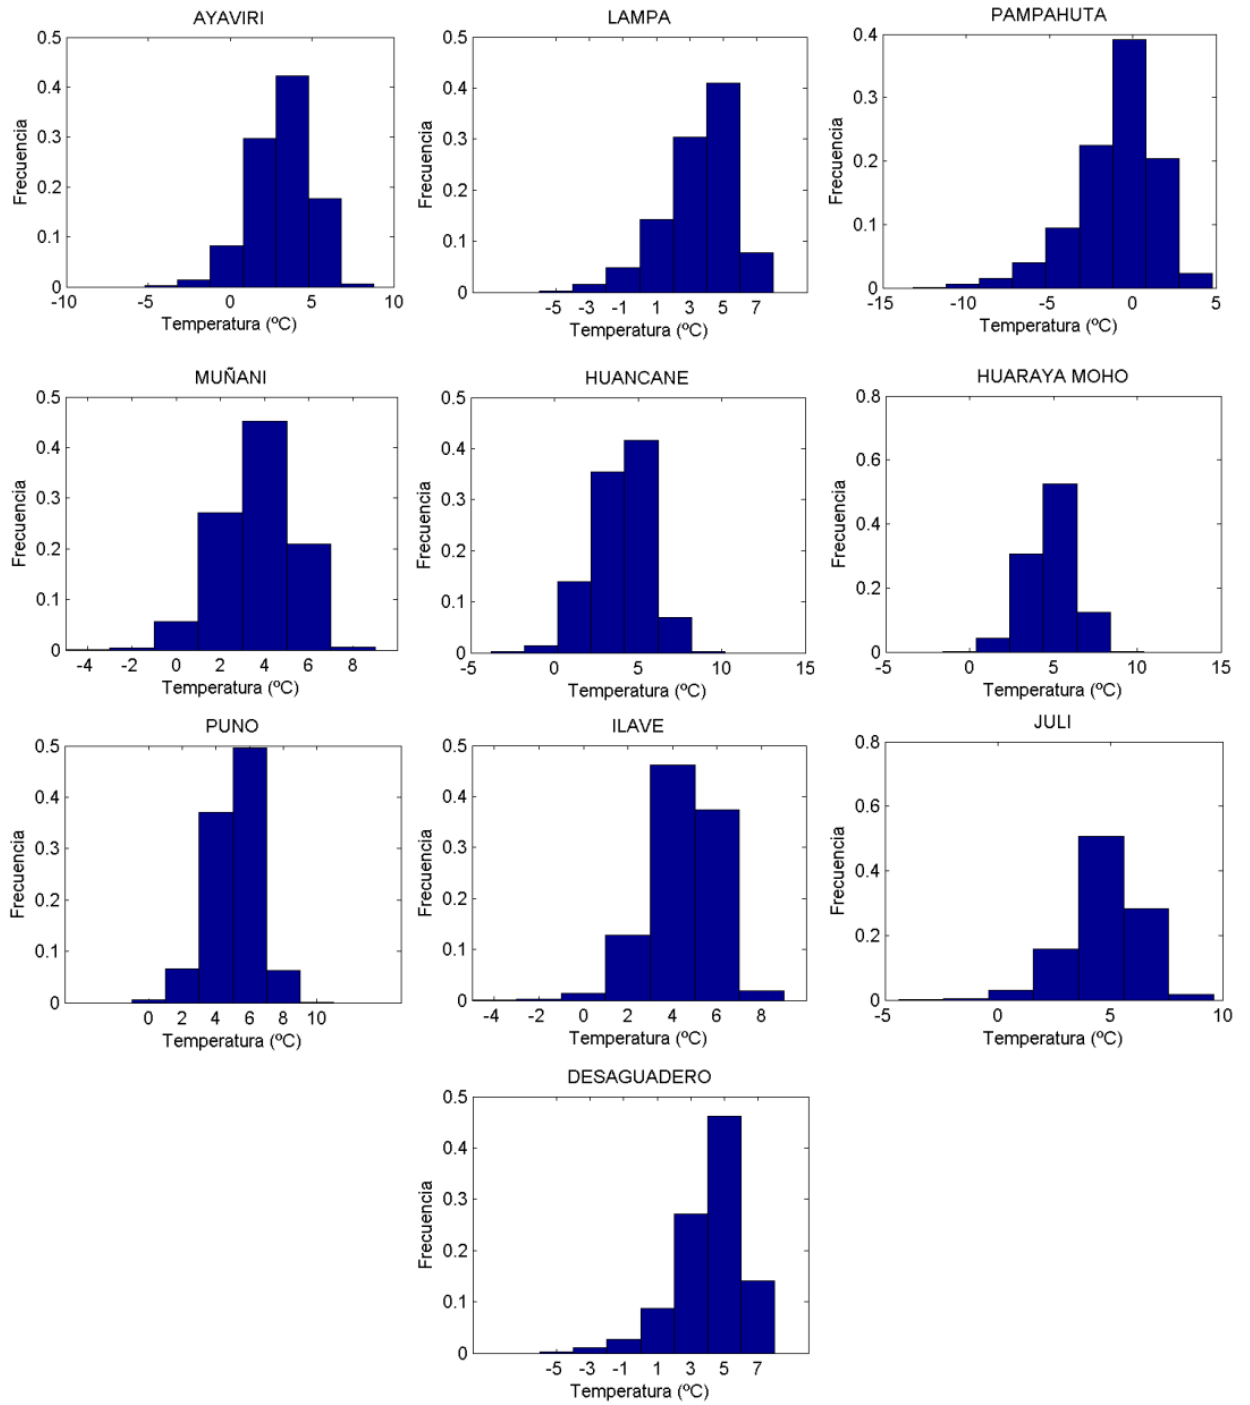 AYAVIRI
0.5
0.4
0.3
0.2
0.1
0
Frecuencia
-10 -5 0 5 10
Temperatura (ºC)
LAMPA
0.5
0.4
0.3
0.2
0.1
0
Frecuencia
-5 -3 -1 1 3 5 7
Temperatura (ºC)
PAMPAHUTA
0.4
0.3
0.2
0.1
0
Frecuencia
-15 -10 -5 0 5
Temperatura (ºC)
MUÑANI
0.5
0.4
0.3
0.2
0.1
0
Frecuencia
-4 -2 0 2 4 6 8
Temperatura (ºC)
HUANCANE
0.5
0.4
0.3
0.2
0.1
0
Frecuencia
-5 0 5 10 15
Temperatura (ºC)
HUARAYA MOHO
0.8
0.6
0.4
0.2
0
Frecuencia
-5 0 5 10 15
Temperatura (ºC)
PUNO
0.5
0.4
0.3
0.2
0.1
0
Frecuencia
0 2 4 6 8 10
Temperatura (ºC)
ILAVE
0.5
0.4
0.3
0.2
0.1
0
Frecuencia
-4 -2 0 2 4 6 8
Temperatura (ºC)
JULI
0.8
0.6
0.4
0.2
0
Frecuencia
-5 0 5 10
Temperatura (ºC)
DESAGUADERO
0.5
0.4
0.3
0.2
0.1
0
Frecuencia
-5 -3 -1 1 3 5 7
Temperatura (ºC)